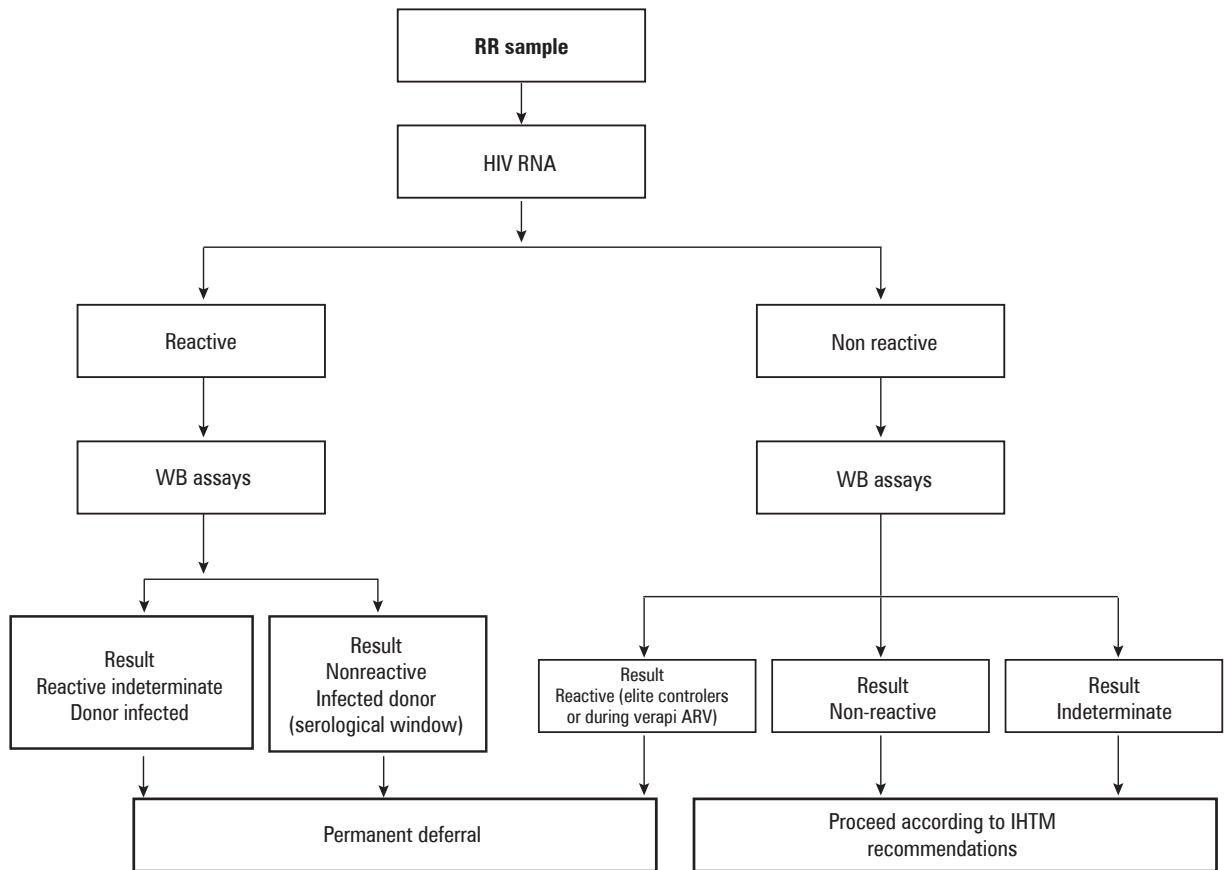 RR sample
HIV RNA
Reactive
Non reactive
WB assays
WB assays
Result
Reactive indeterminate
Donor infected
Result
Nonreactive
Infected donor
(serological window)
Result
Reactive (elite controlers
or during verapi ARV)
Result
Non-reactive
Result
Indeterminate
Permanent deferral
Proceed according to IHTM
recommendations